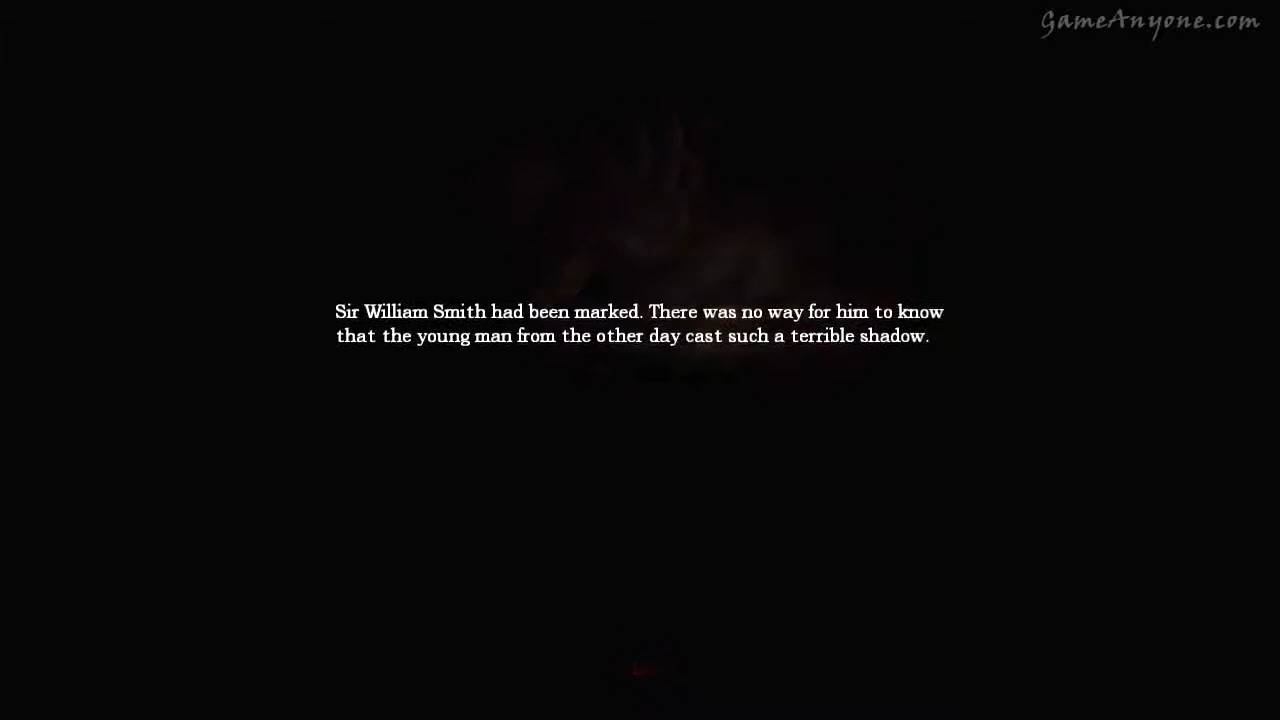 GameAnyone.com
Sir William Smith had been marked. There was no way for him to know
that the young man from the other day cast such a terrible shadow.